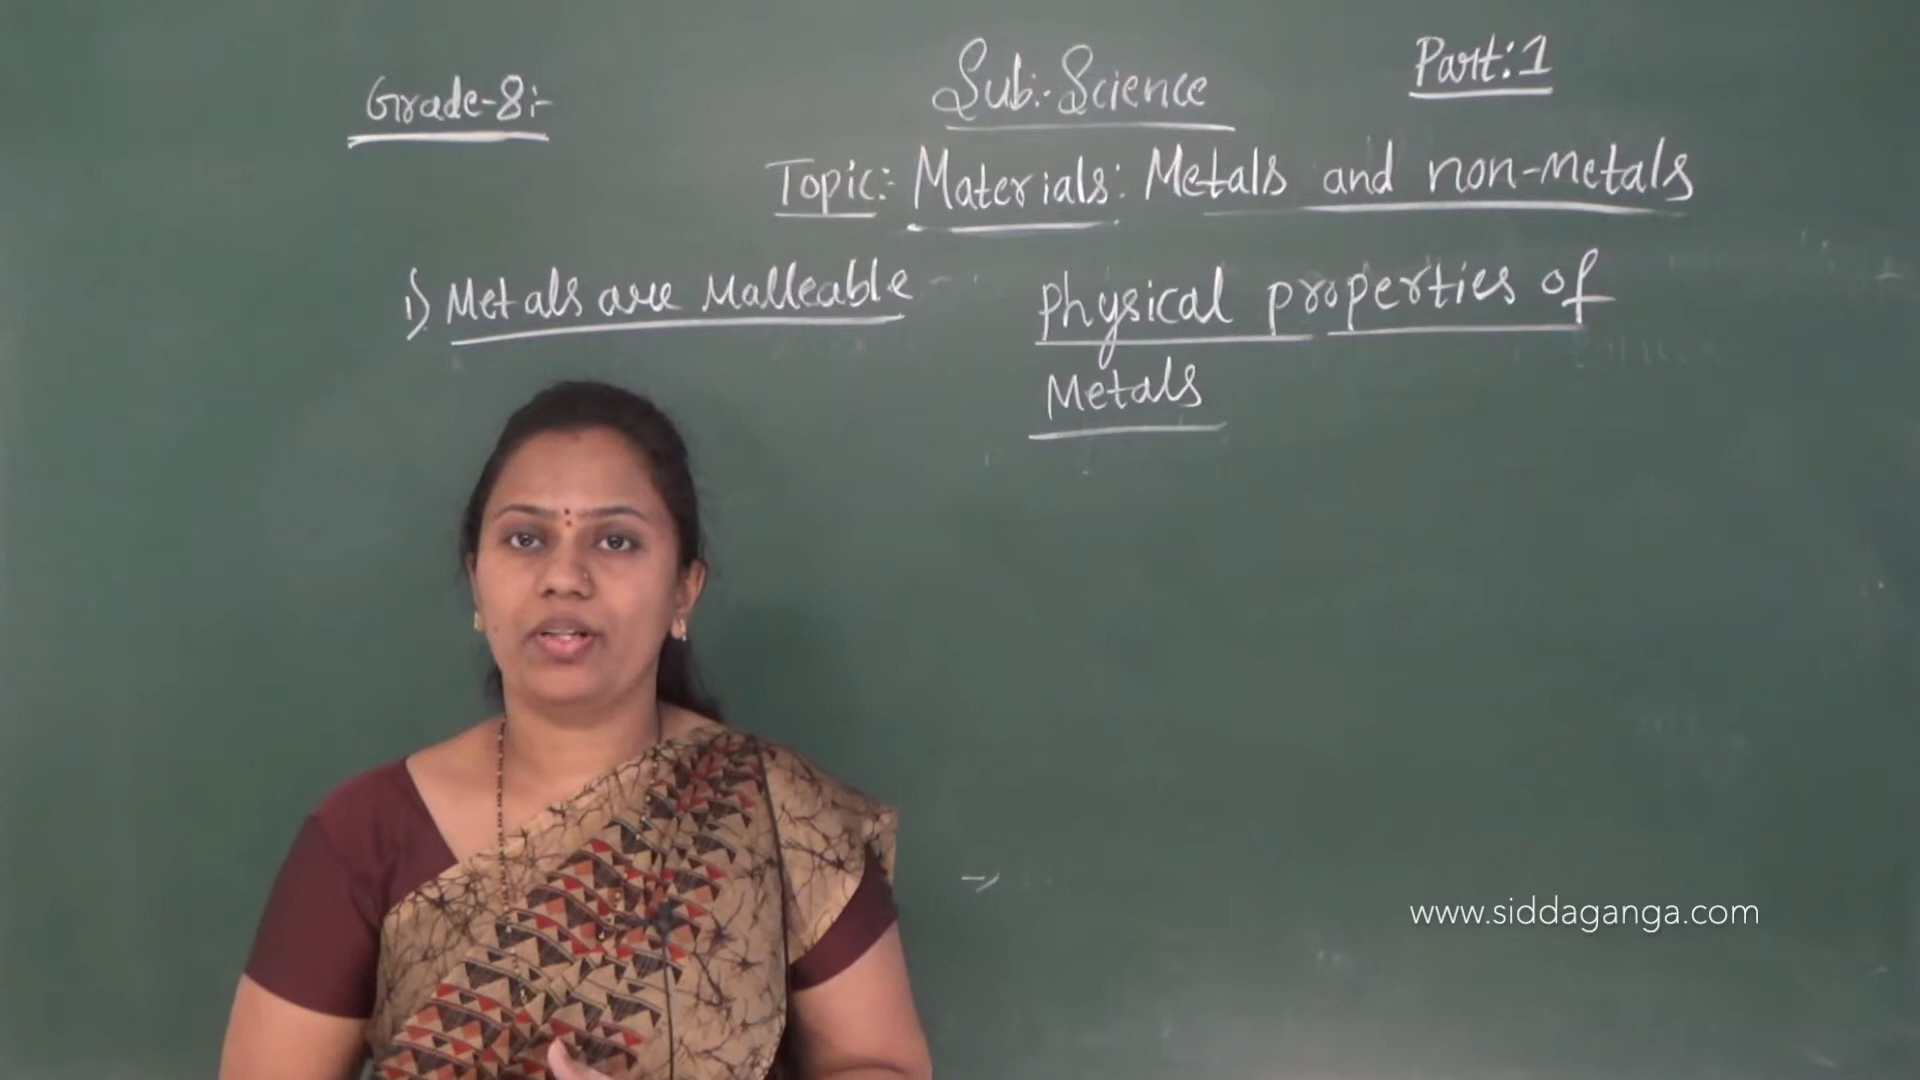 Grade-8:-
Sub:-Science
Part:1
Topic:- Materials: Metals and non-metals
1) Metals are Malleable
Physical properties of
Metals
www.siddaganga.com